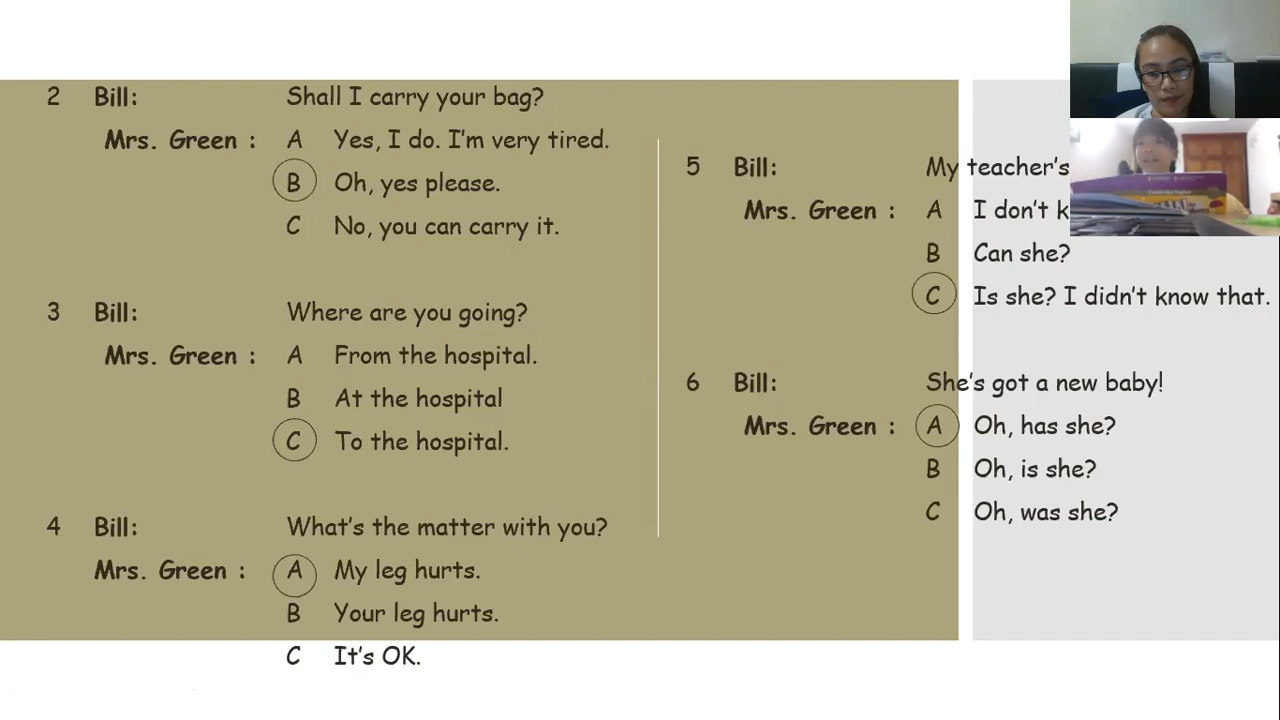 2 Bill: Shall I carry your bag?
Mrs. Green : A Yes, I do. I'm very tired.
B Oh, yes please.
C No, you can carry it.
3 Bill: Where are you going?
Mrs. Green : A From the hospital.
B At the hospital
C To the hospital.
4 Bill: What's the matter with you?
Mrs. Green : A My leg hurts.
B Your leg hurts.
C It's OK.
5 Bill: My teacher's
Mrs. Green : A I don't k
B Can she?
C Is she? I didn't know that.
6 Bill: She's got a new baby!
Mrs. Green : A Oh, has she?
B Oh, is she?
C Oh, was she?